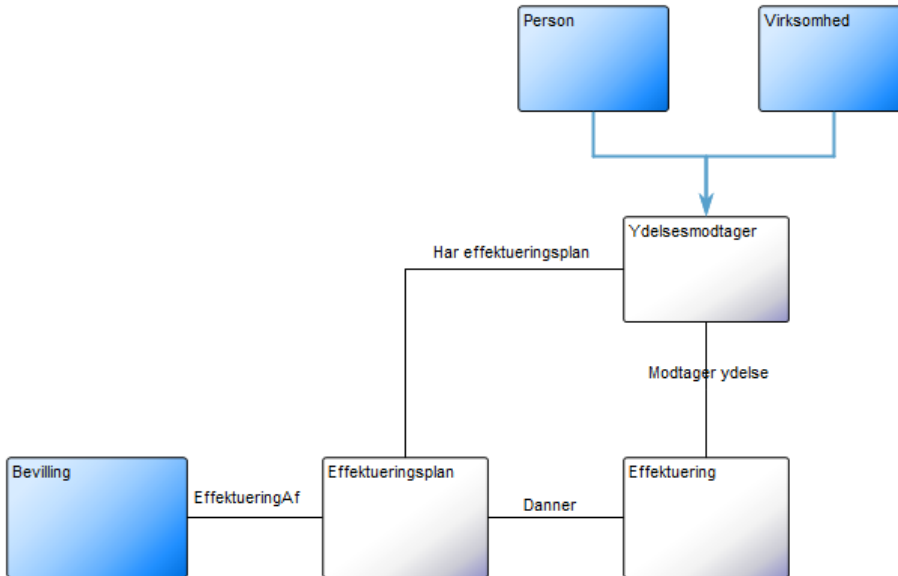 Person
Virksomhed
Ydelsesmodtager
Har effektueringsplan
Modtager ydelse
Bevilling
Effektueringsplan
Effektuering
EffektueringAf
Danner